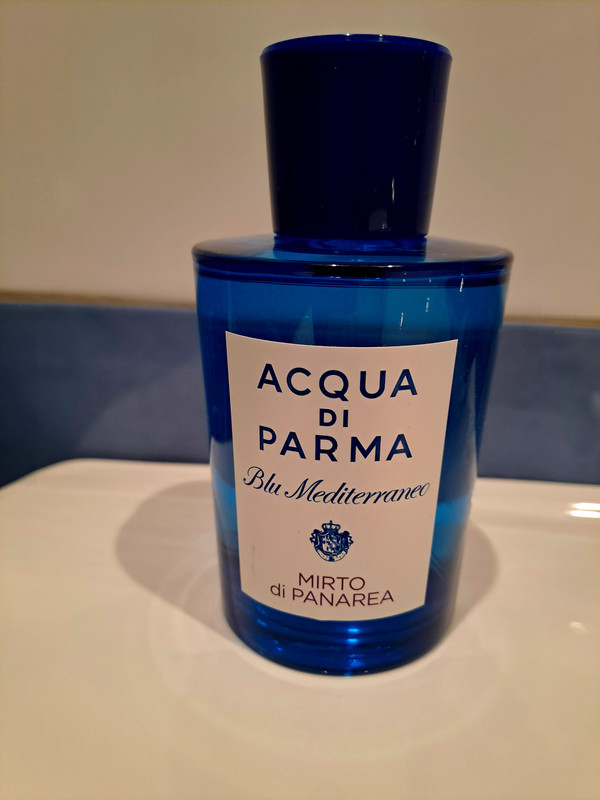 ACQUA
DI
PARMA
Blu Mediterraneo
MIRTO
di PANAREA